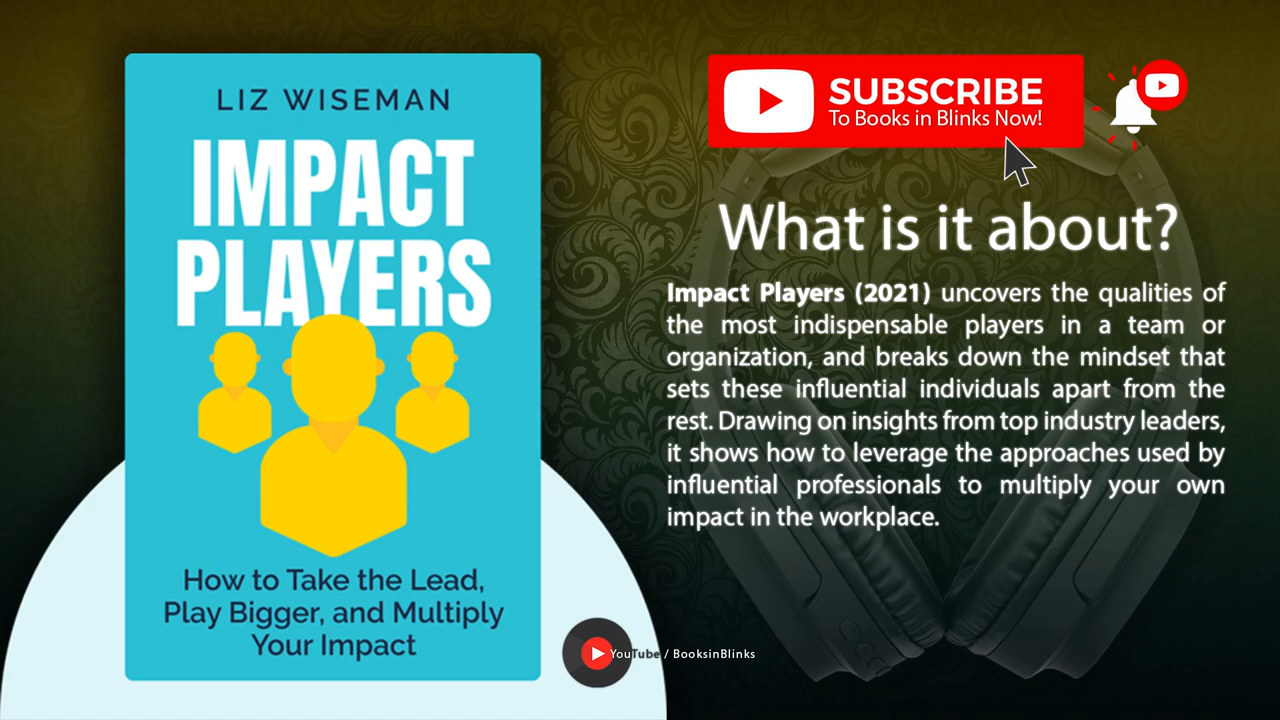 LIZ WISEMAN
IMPACT
PLAYERS
How to Take the Lead,
Play Bigger, and Multiply
Your Impact
SUBSCRIBE
To Books in Blinks Now!
What is it about?
Impact Players (2021) uncovers the qualities of
the most indispensable players in a team or
organization, and breaks down the mindset that
sets these influential individuals apart from the
rest. Drawing on insights from top industry leaders,
it shows how to leverage the approaches used by
influential professionals to multiply your own
impact in the workplace.
YouTube / BooksinBlinks